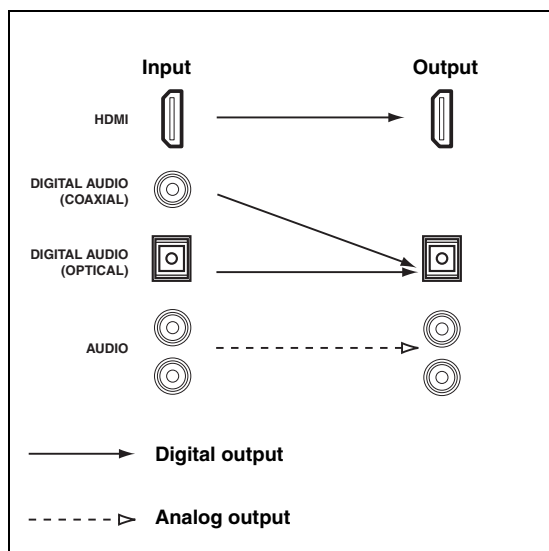 Input Output
HDMI
DIGITAL AUDIO
(COAXIAL)
DIGITAL AUDIO
(OPTICAL)
AUDIO
Digital output
Analog output